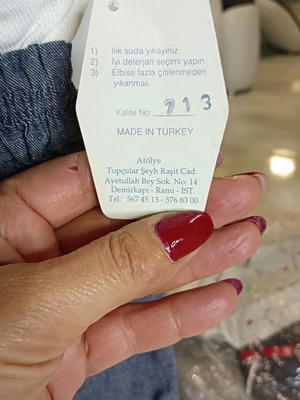 1) Ilık suda yıkayınız.
2) İyi deterjan seçimi yapın.
3) Elbise fazla çitilenmeden
yıkanmalı.
Kalite No: 713
MADE IN TURKEY
Atölye
Topçular Şeyh Raşit Cad.
Ayetullah Bey Sok. No: 14
Demirkapı - Rami - İST.
Tel: 567 45 13 - 576 83 00